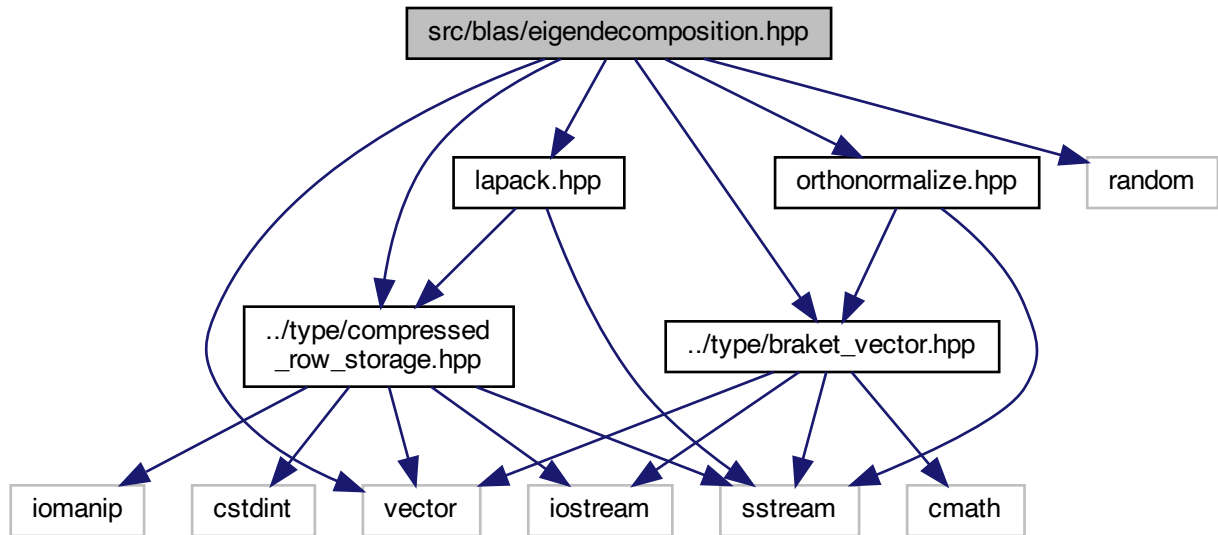 src/blas/eigendecomposition.hpp
lapack.hpp
orthonormalize.hpp
random
../type/compressed
_row_storage.hpp
../type/braket_vector.hpp
iomanip
cstdint
vector
iostream
sstream
cmath